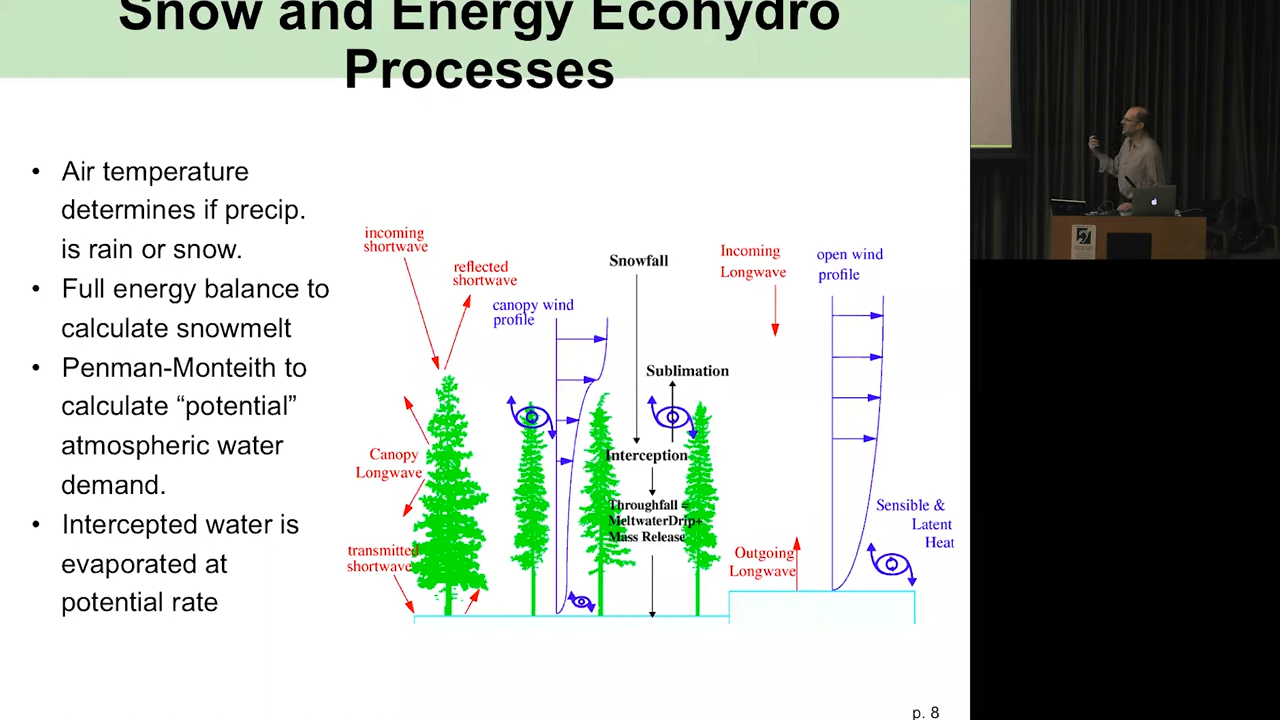 Snow and Energy Ecohydro
Processes
• Air temperature
determines if precip.
is rain or snow.
• Full energy balance to
calculate snowmelt
• Penman-Monteith to
calculate “potential”
atmospheric water
demand.
• Intercepted water is
evaporated at
potential rate
incoming
shortwave
reflected
shortwave
canopy wind
profile
Snowfall
Incoming
Longwave
open wind
profile
Sublimation
Canopy
Longwave
Interception
Throughfall =
MeltwaterDrip+
Mass Release
transmitted
shortwave
Outgoing
Longwave
Sensible &
Latent
Heat
p. 8